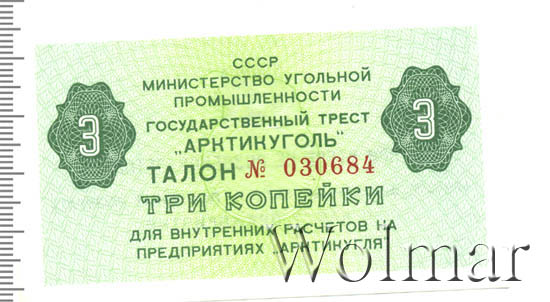 СССР
МИНИСТЕРСТВО УГОЛЬНОЙ
ПРОМЫШЛЕННОСТИ
ГОСУДАРСТВЕННЫЙ ТРЕСТ
„АРКТИКУГОЛЬ"
3 3
ТАЛОН № 030684
ТРИ КОПЕЙКИ
ДЛЯ ВНУТРЕННИХ РАСЧЕТОВ НА
ПРЕДПРИЯТИЯХ „АРКТИКУГЛЯ"
Wolmar